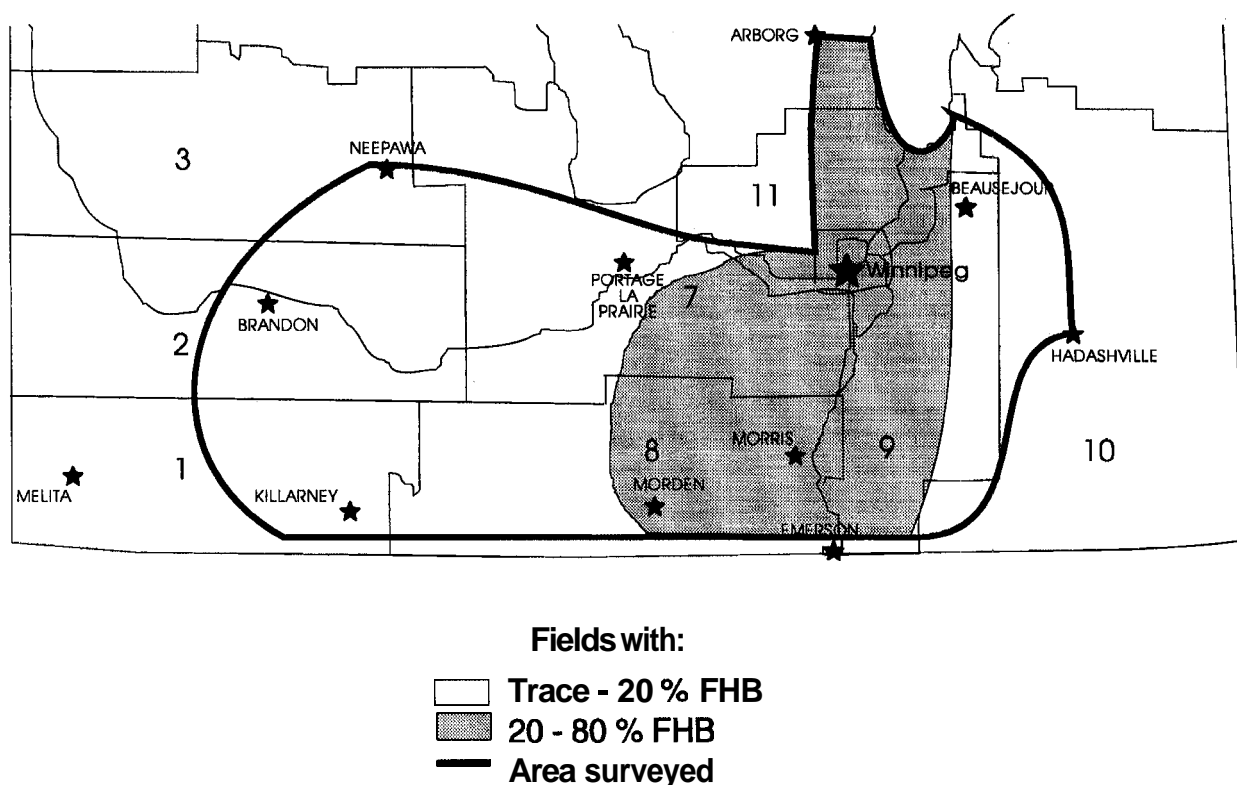 ARBORG
NEEPAWA
3
11
BEAUSEJOUR
PORTAGE
LA
PRAIRIE
7
Winnipeg
BRANDON
2
HADASHVILLE
MORRIS
8
9
10
1
MELITA
KILLARNEY
MORDEN
EMERSON
Fields with:
Trace - 20 % FHB
20 - 80 % FHB
Area surveyed